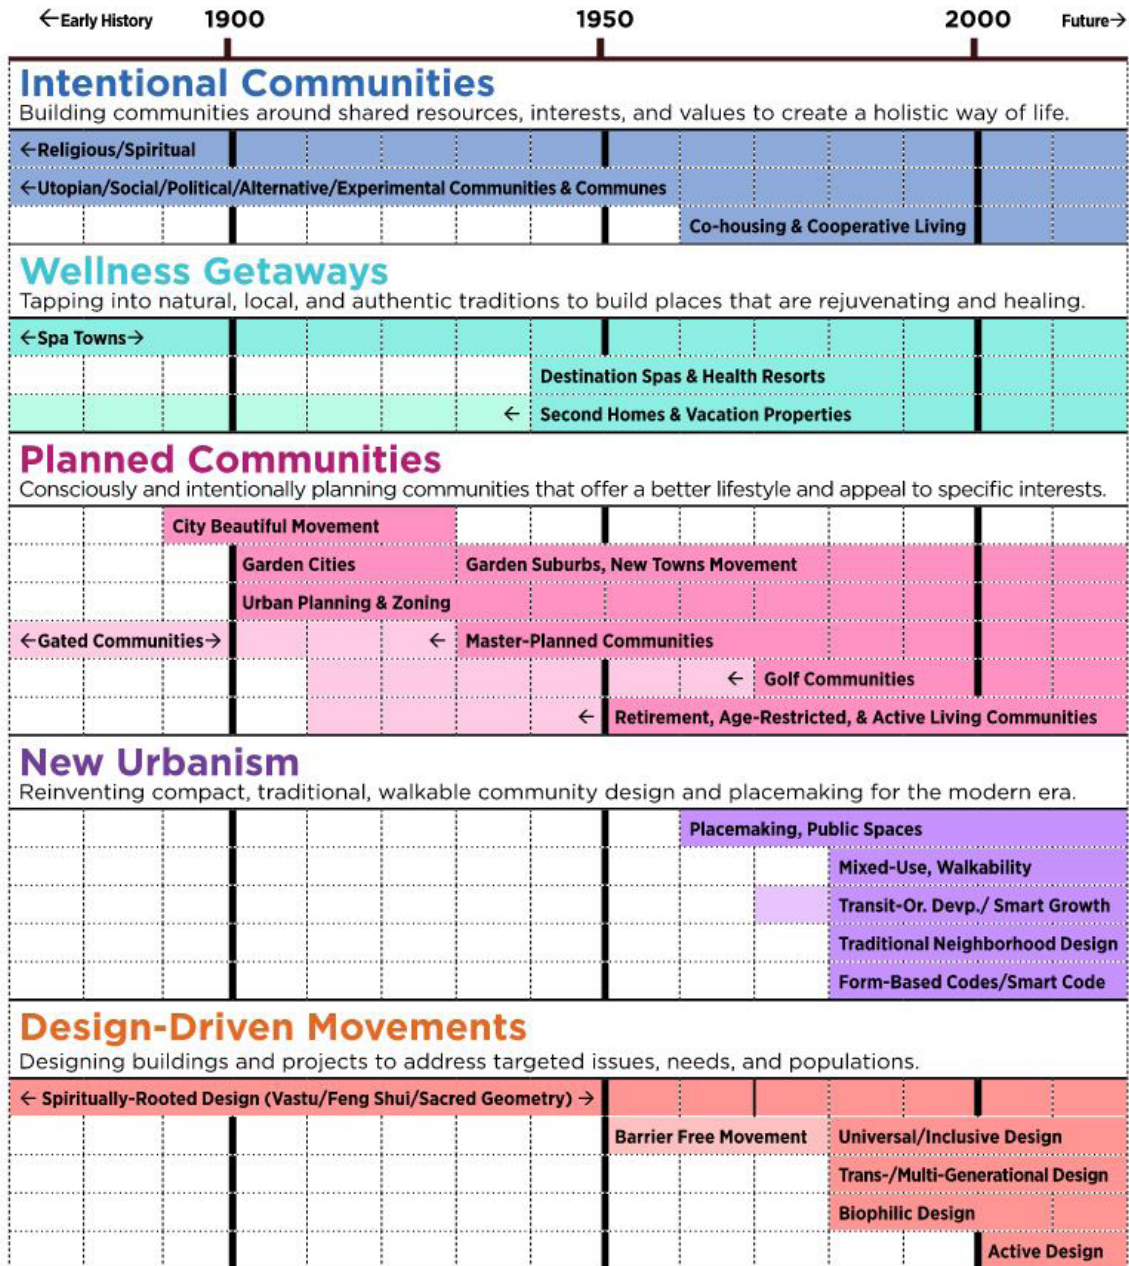 ←Early History 1900 1950 2000 Future→
Intentional Communities
Building communities around shared resources, interests, and values to create a holistic way of life.
←Religious/Spiritual
←Utopian/Social/Political/Alternative/Experimental Communities & Communes
Co-housing & Cooperative Living
Wellness Getaways
Tapping into natural, local, and authentic traditions to build places that are rejuvenating and healing.
←Spa Towns→
Destination Spas & Health Resorts
← Second Homes & Vacation Properties
Planned Communities
Consciously and intentionally planning communities that offer a better lifestyle and appeal to specific interests.
City Beautiful Movement
Garden Cities Garden Suburbs, New Towns Movement
Urban Planning & Zoning
←Gated Communities→ ← Master-Planned Communities
← Golf Communities
← Retirement, Age-Restricted, & Active Living Communities
New Urbanism
Reinventing compact, traditional, walkable community design and placemaking for the modern era.
Placemaking, Public Spaces
Mixed-Use, Walkability
Transit-Or. Devp./ Smart Growth
Traditional Neighborhood Design
Form-Based Codes/Smart Code
Design-Driven Movements
Designing buildings and projects to address targeted issues, needs, and populations.
← Spiritually-Rooted Design (Vastu/Feng Shui/Sacred Geometry) →
Barrier Free Movement Universal/Inclusive Design
Trans-/Multi-Generational Design
Biophilic Design
Active Design